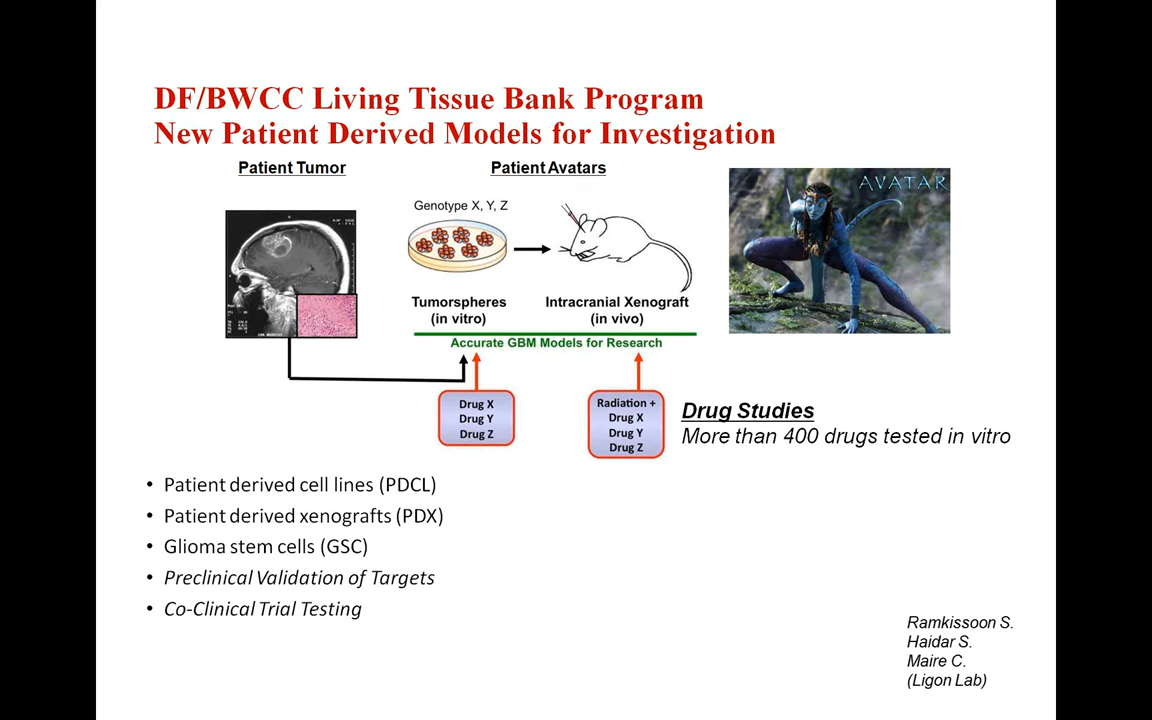 DF/BWCC Living Tissue Bank Program
New Patient Derived Models for Investigation
Patient Tumor
Patient Avatars
Genotype X, Y, Z
AVATAR
Tumorspheres
(in vitro)
Intracranial Xenograft
(in vivo)
Accurate GBM Models for Research
Drug X
Drug Y
Drug Z
Radiation +
Drug X
Drug Y
Drug Z
Drug Studies
More than 400 drugs tested in vitro
• Patient derived cell lines (PDCL)
• Patient derived xenografts (PDX)
• Glioma stem cells (GSC)
• Preclinical Validation of Targets
• Co-Clinical Trial Testing
Ramkissoon S.
Haidar S.
Maire C.
(Ligon Lab)